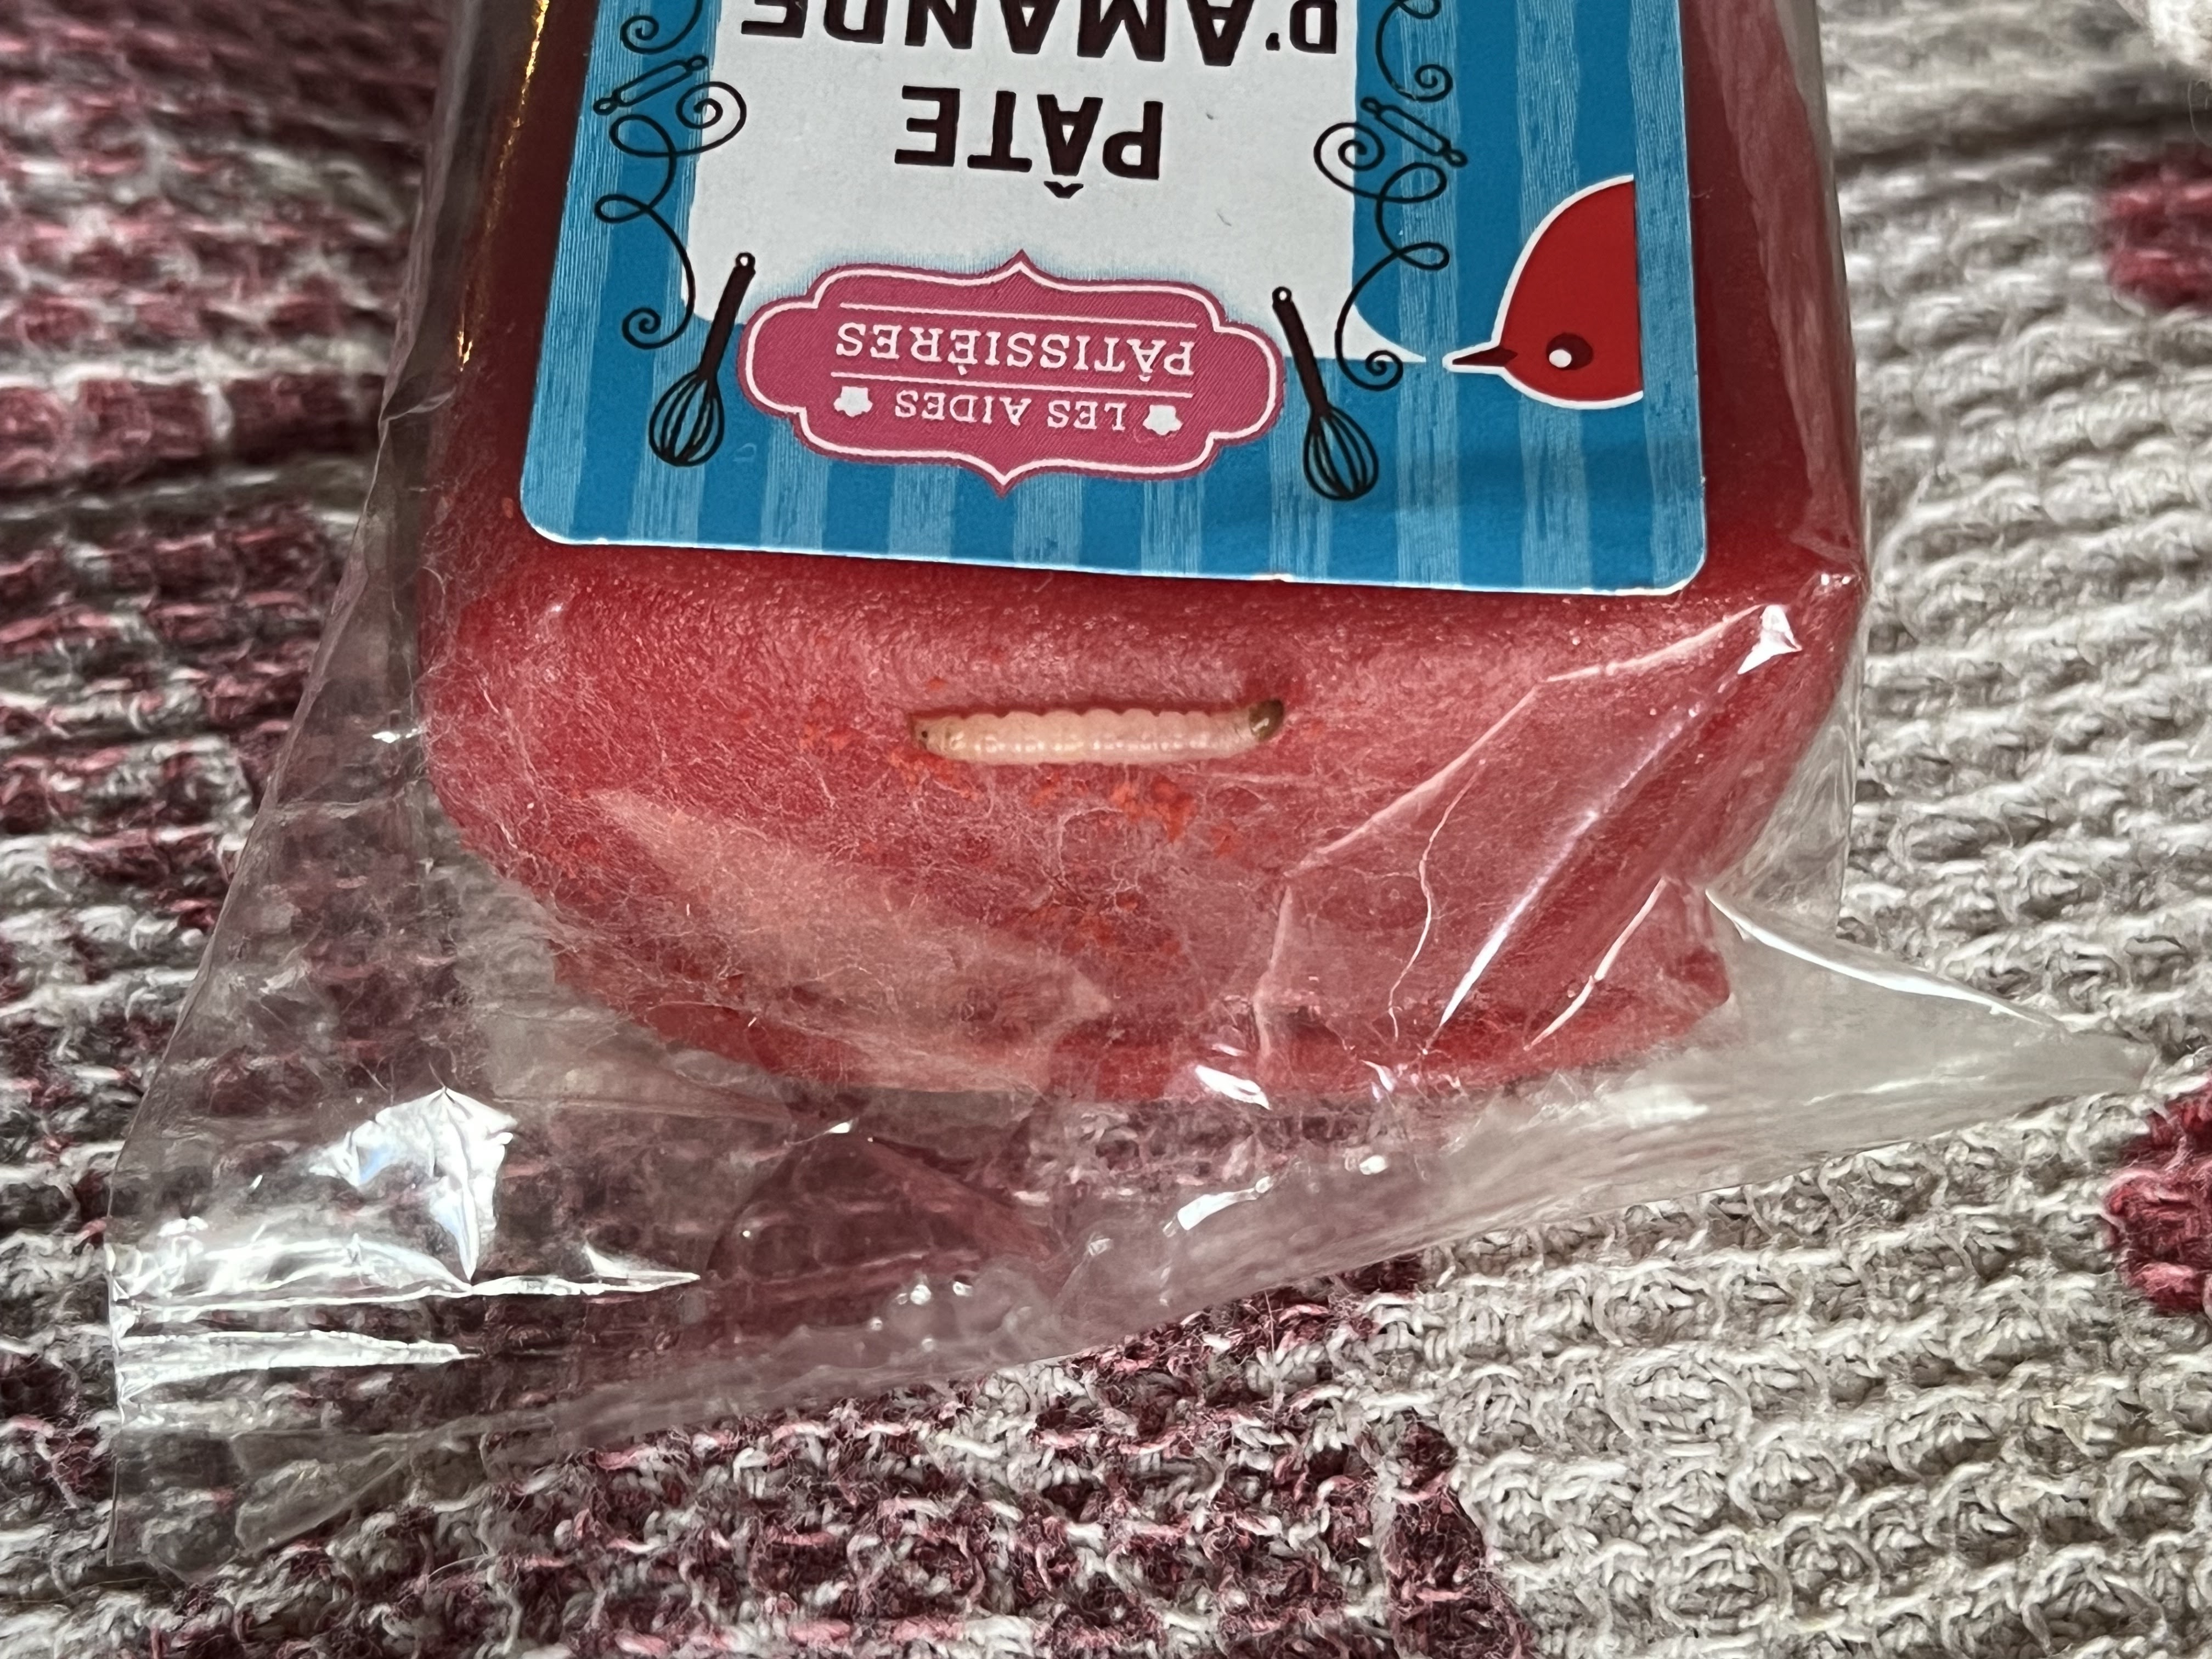 LES AIDES
PÂTISSIÈRES
PÂTE
D'AMANDE